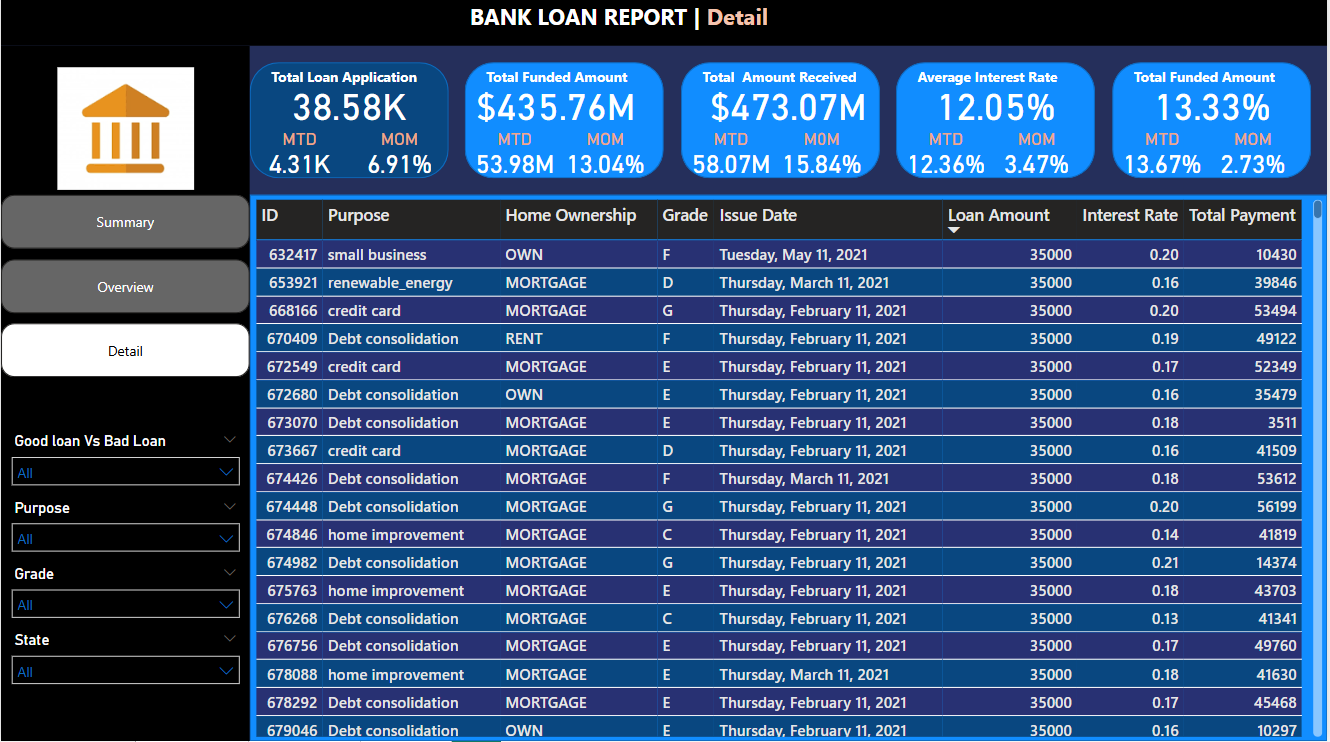 BANK LOAN REPORT | Detail
Total Loan Application
38.58K
MTD MOM
4.31K 6.91%
Total Funded Amount
$435.76M
MTD MOM
53.98M 13.04%
Total Amount Received
$473.07M
MTD MOM
58.07M 15.84%
Average Interest Rate
12.05%
MTD MOM
12.36% 3.47%
Total Funded Amount
13.33%
MTD MOM
13.67% 2.73%
Summary
Overview
Detail
Good loan Vs Bad Loan
All
Purpose
All
Grade
All
State
All
ID Purpose Home Ownership Grade Issue Date Loan Amount Interest Rate Total Payment
632417 small business OWN F Tuesday, May 11, 2021 35000 0.20 10430
653921 renewable_energy MORTGAGE D Thursday, March 11, 2021 35000 0.16 39846
668166 credit card MORTGAGE G Thursday, February 11, 2021 35000 0.20 53494
670409 Debt consolidation RENT F Thursday, February 11, 2021 35000 0.19 49122
672549 credit card MORTGAGE E Thursday, February 11, 2021 35000 0.17 52349
672680 Debt consolidation OWN E Thursday, February 11, 2021 35000 0.16 35479
673070 Debt consolidation MORTGAGE E Thursday, February 11, 2021 35000 0.18 3511
673667 credit card MORTGAGE D Thursday, February 11, 2021 35000 0.16 41509
674426 Debt consolidation MORTGAGE F Thursday, March 11, 2021 35000 0.18 53612
674448 Debt consolidation MORTGAGE G Thursday, February 11, 2021 35000 0.20 56199
674846 home improvement MORTGAGE C Thursday, February 11, 2021 35000 0.14 41819
674982 Debt consolidation MORTGAGE G Thursday, February 11, 2021 35000 0.21 14374
675763 home improvement MORTGAGE E Thursday, February 11, 2021 35000 0.18 43703
676268 Debt consolidation MORTGAGE C Thursday, February 11, 2021 35000 0.13 41341
676756 Debt consolidation MORTGAGE E Thursday, February 11, 2021 35000 0.17 49760
678088 home improvement MORTGAGE E Thursday, March 11, 2021 35000 0.18 41630
678292 Debt consolidation MORTGAGE E Thursday, February 11, 2021 35000 0.17 45468
679046 Debt consolidation OWN E Thursday, February 11, 2021 35000 0.16 10297